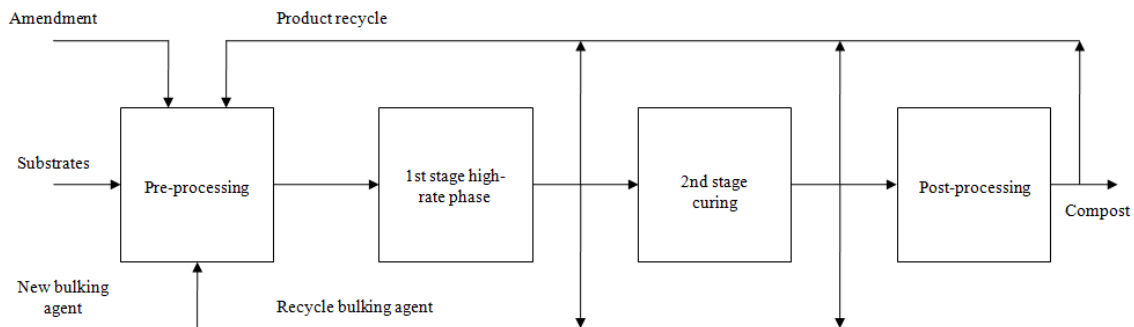 Amendment
Product recycle
Substrates
Pre-processing
1st stage high-
rate phase
2nd stage
curing
Post-processing
Compost
New bulking
agent
Recycle bulking agent